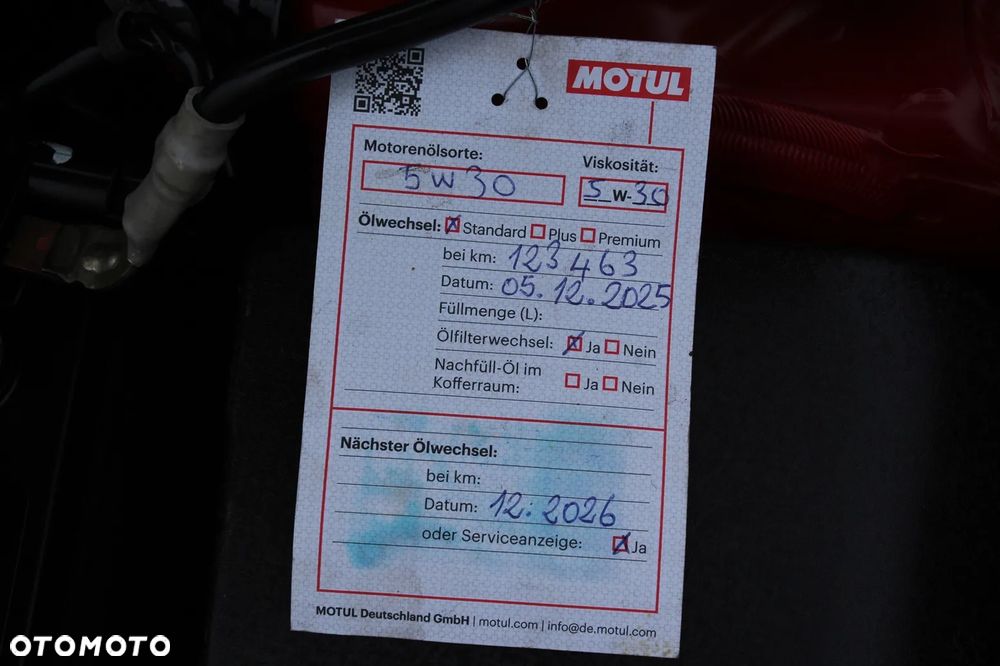 MOTUL
Motorenölsorte: Viskosität:
5W30 5 W-30
Ölwechsel: Standard Plus Premium
bei km: 123463
Datum: 05.12.2025
Füllmenge (L):
Ölfilterwechsel: Ja Nein
Nachfüll-Öl im
Kofferraum: Ja Nein
Nächster Ölwechsel:
bei km:
Datum: 12.2026
oder Serviceanzeige: Ja
MOTUL Deutschland GmbH | motul.com | info@de.motul.com
OTOMOTO